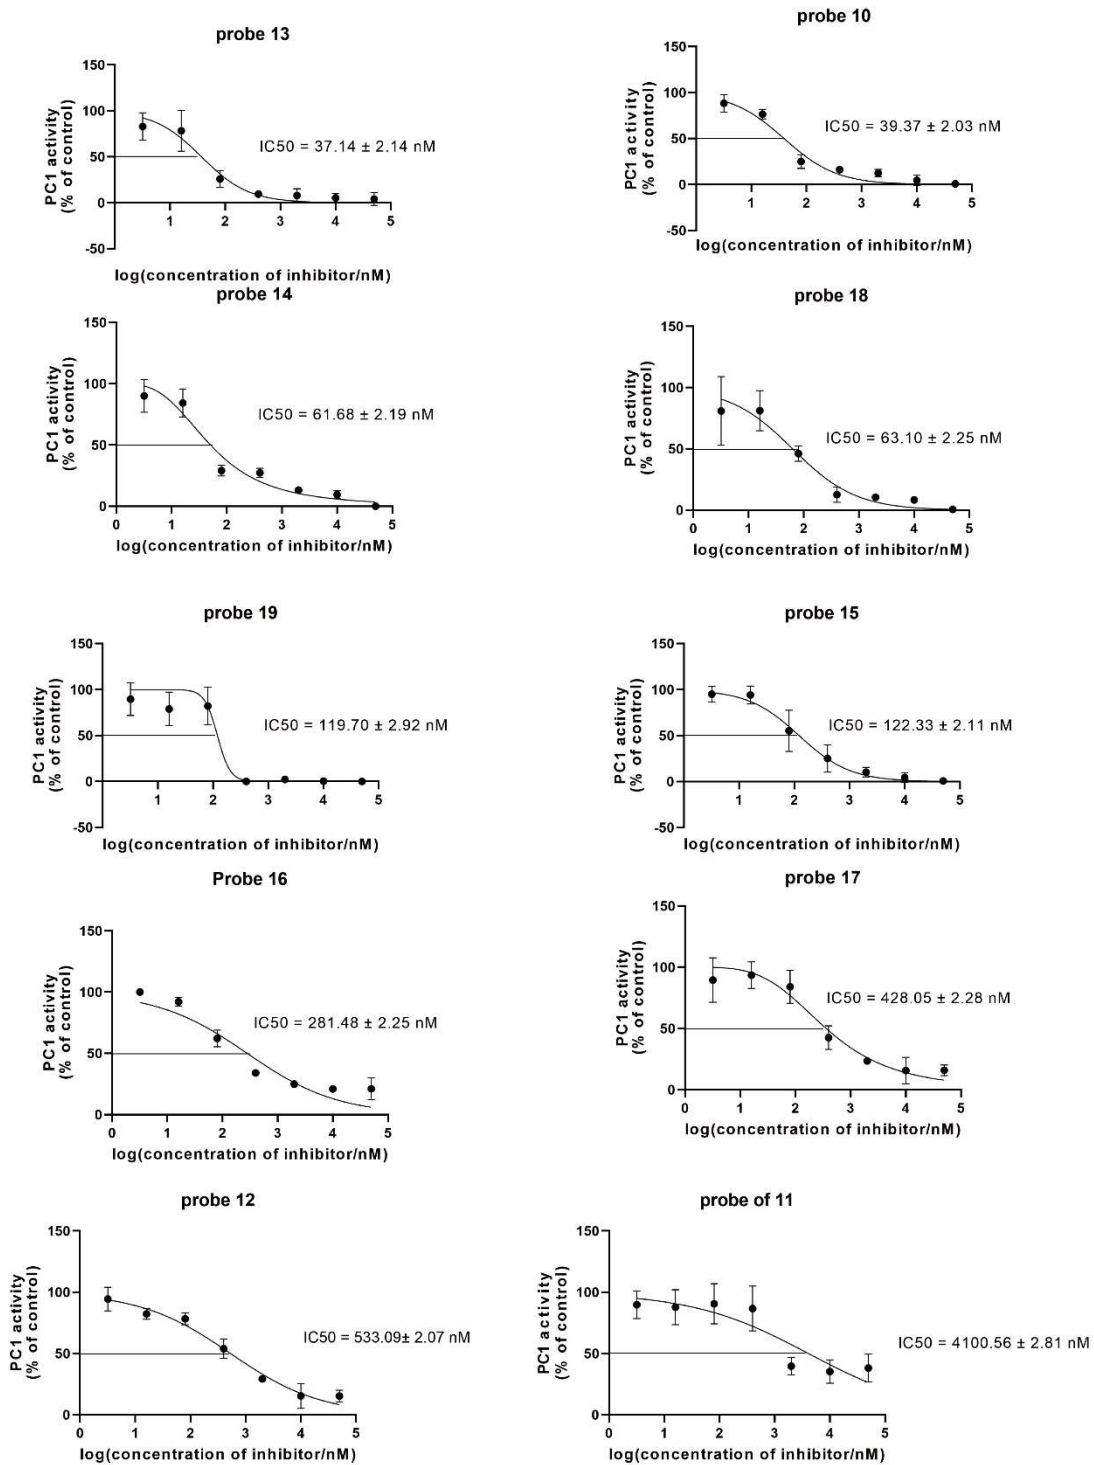 probe 13
150
100
50
0
-50
1 2 3 4 5
PC1 activity
(% of control)
IC50 = 37.14 ± 2.14 nM
log(concentration of inhibitor/nM)
probe 10
150
100
50
0
-50
1 2 3 4 5
PC1 activity
(% of control)
IC50 = 39.37 ± 2.03 nM
log(concentration of inhibitor/nM)
probe 14
150
100
50
0
0 1 2 3 4 5
PC1 activity
(% of control)
IC50 = 61.68 ± 2.19 nM
log(concentration of inhibitor/nM)
probe 18
150
100
50
0
0 1 2 3 4 5
PC1 activity
(% of control)
IC50 = 63.10 ± 2.25 nM
log(concentration of inhibitor/nM)
probe 19
150
100
50
0
-50
1 2 3 4 5
PC1 activity
(% of control)
IC50 = 119.70 ± 2.92 nM
log(concentration of inhibitor/nM)
probe 15
150
100
50
0
-50
1 2 3 4 5
PC1 activity
(% of control)
IC50 = 122.33 ± 2.11 nM
log(concentration of inhibitor/nM)
Probe 16
150
100
50
0
0 1 2 3 4 5
PC1 activity
(% of control)
IC50 = 281.48 ± 2.25 nM
log(concentration of inhibitor/nM)
probe 17
150
100
50
0
0 1 2 3 4 5
PC1 activity
(% of control)
IC50 = 428.05 ± 2.28 nM
log(concentration of inhibitor/nM)
probe 12
150
100
50
0
0 1 2 3 4 5
PC1 activity
(% of control)
IC50 = 533.09± 2.07 nM
log(concentration of inhibitor/nM)
probe of 11
150
100
50
0
0 1 2 3 4 5
PC1 activity
(% of control)
IC50 = 4100.56 ± 2.81 nM
log(concentration of inhibitor/nM)